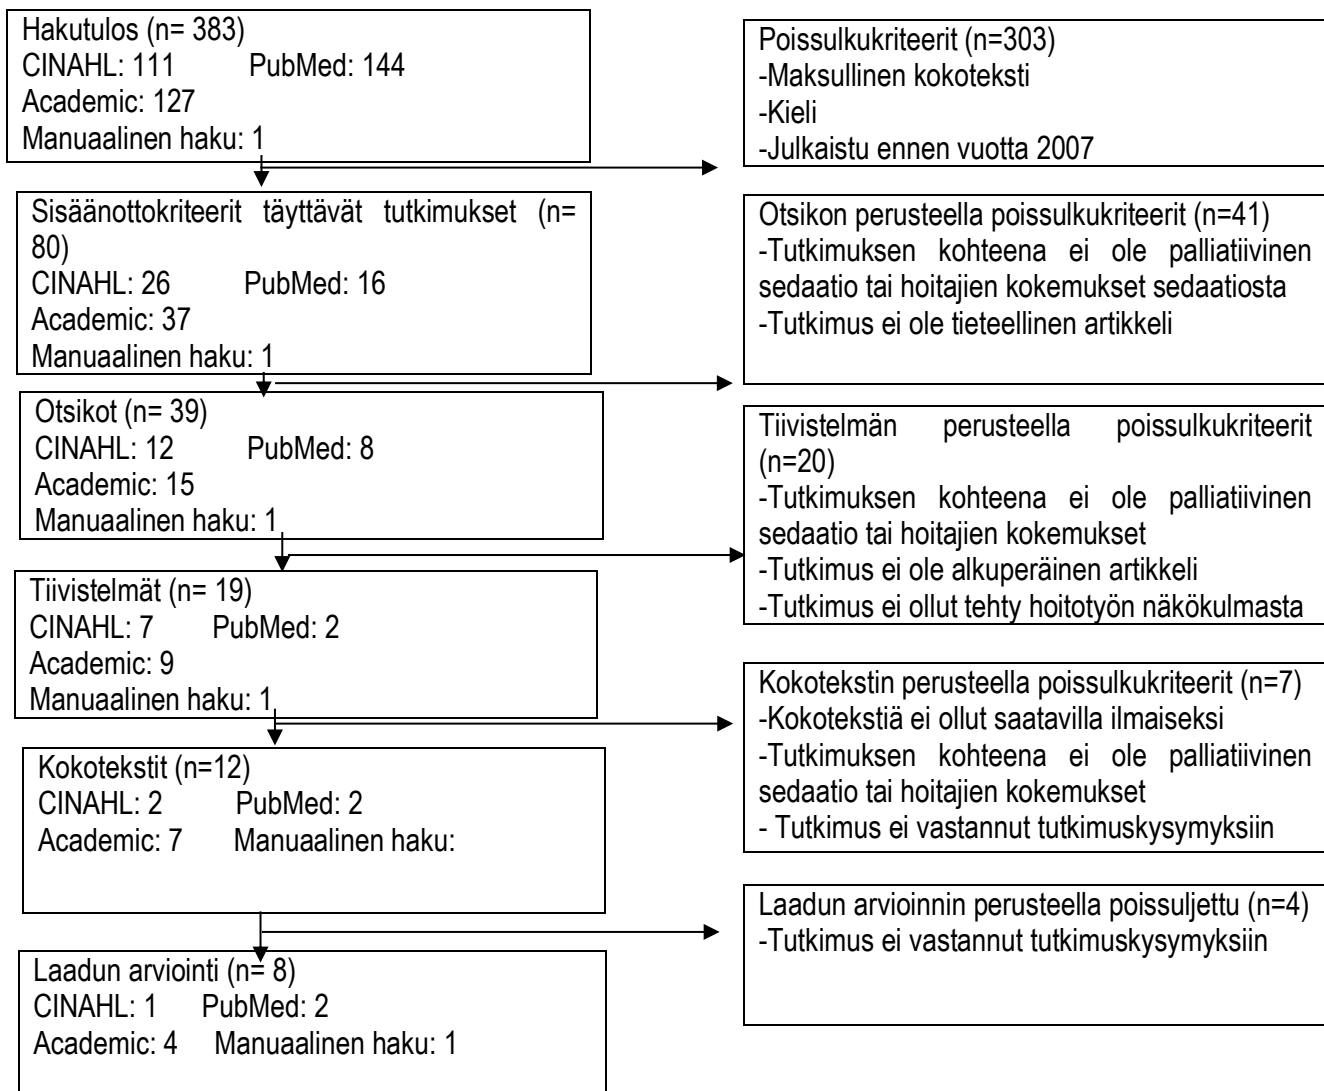 Hakutulos (n= 383)
CINAHL: 111 PubMed: 144
Academic: 127
Manuaalinen haku: 1
Poissulkukriteerit (n=303)
-Maksullinen kokoteksti
-Kieli
-Julkaistu ennen vuotta 2007
Sisäänottokriteerit täyttävät tutkimukset (n=
80)
CINAHL: 26 PubMed: 16
Academic: 37
Manuaalinen haku: 1
Otsikon perusteella poissulkukriteerit (n=41)
-Tutkimuksen kohteena ei ole palliatiivinen
sedaatio tai hoitajien kokemukset sedaatiosta
-Tutkimus ei ole tieteellinen artikkeli
Otsikot (n= 39)
CINAHL: 12 PubMed: 8
Academic: 15
Manuaalinen haku: 1
Tiivistelmän perusteella poissulkukriteerit
(n=20)
-Tutkimuksen kohteena ei ole palliatiivinen
sedaatio tai hoitajien kokemukset
-Tutkimus ei ole alkuperäinen artikkeli
-Tutkimus ei ollut tehty hoitotyön näkökulmasta
Tiivistelmät (n= 19)
CINAHL: 7 PubMed: 2
Academic: 9
Manuaalinen haku: 1
Kokotekstin perusteella poissulkukriteerit (n=7)
-Kokotekstiä ei ollut saatavilla ilmaiseksi
-Tutkimuksen kohteena ei ole palliatiivinen
sedaatio tai hoitajien kokemukset
- Tutkimus ei vastannut tutkimuskysymyksiin
Kokotekstit (n=12)
CINAHL: 2 PubMed: 2
Academic: 7 Manuaalinen haku:
Laadun arvioinnin perusteella poissuljettu (n=4)
-Tutkimus ei vastannut tutkimuskysymyksiin
Laadun arviointi (n= 8)
CINAHL: 1 PubMed: 2
Academic: 4 Manuaalinen haku: 1